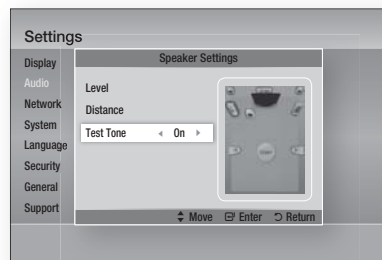 Settings
Display
Audio
Network
System
Language
Security
General
Support
Speaker Settings
Level
Distance
Test Tone ◀ On ▶
Move Enter Return